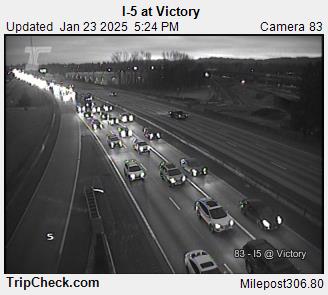 I-5 at Victory
Updated  Jan 23 2025  5:24 PM
Camera 83
83 - I5 @ Victory
TripCheck.com
Milepost306.80